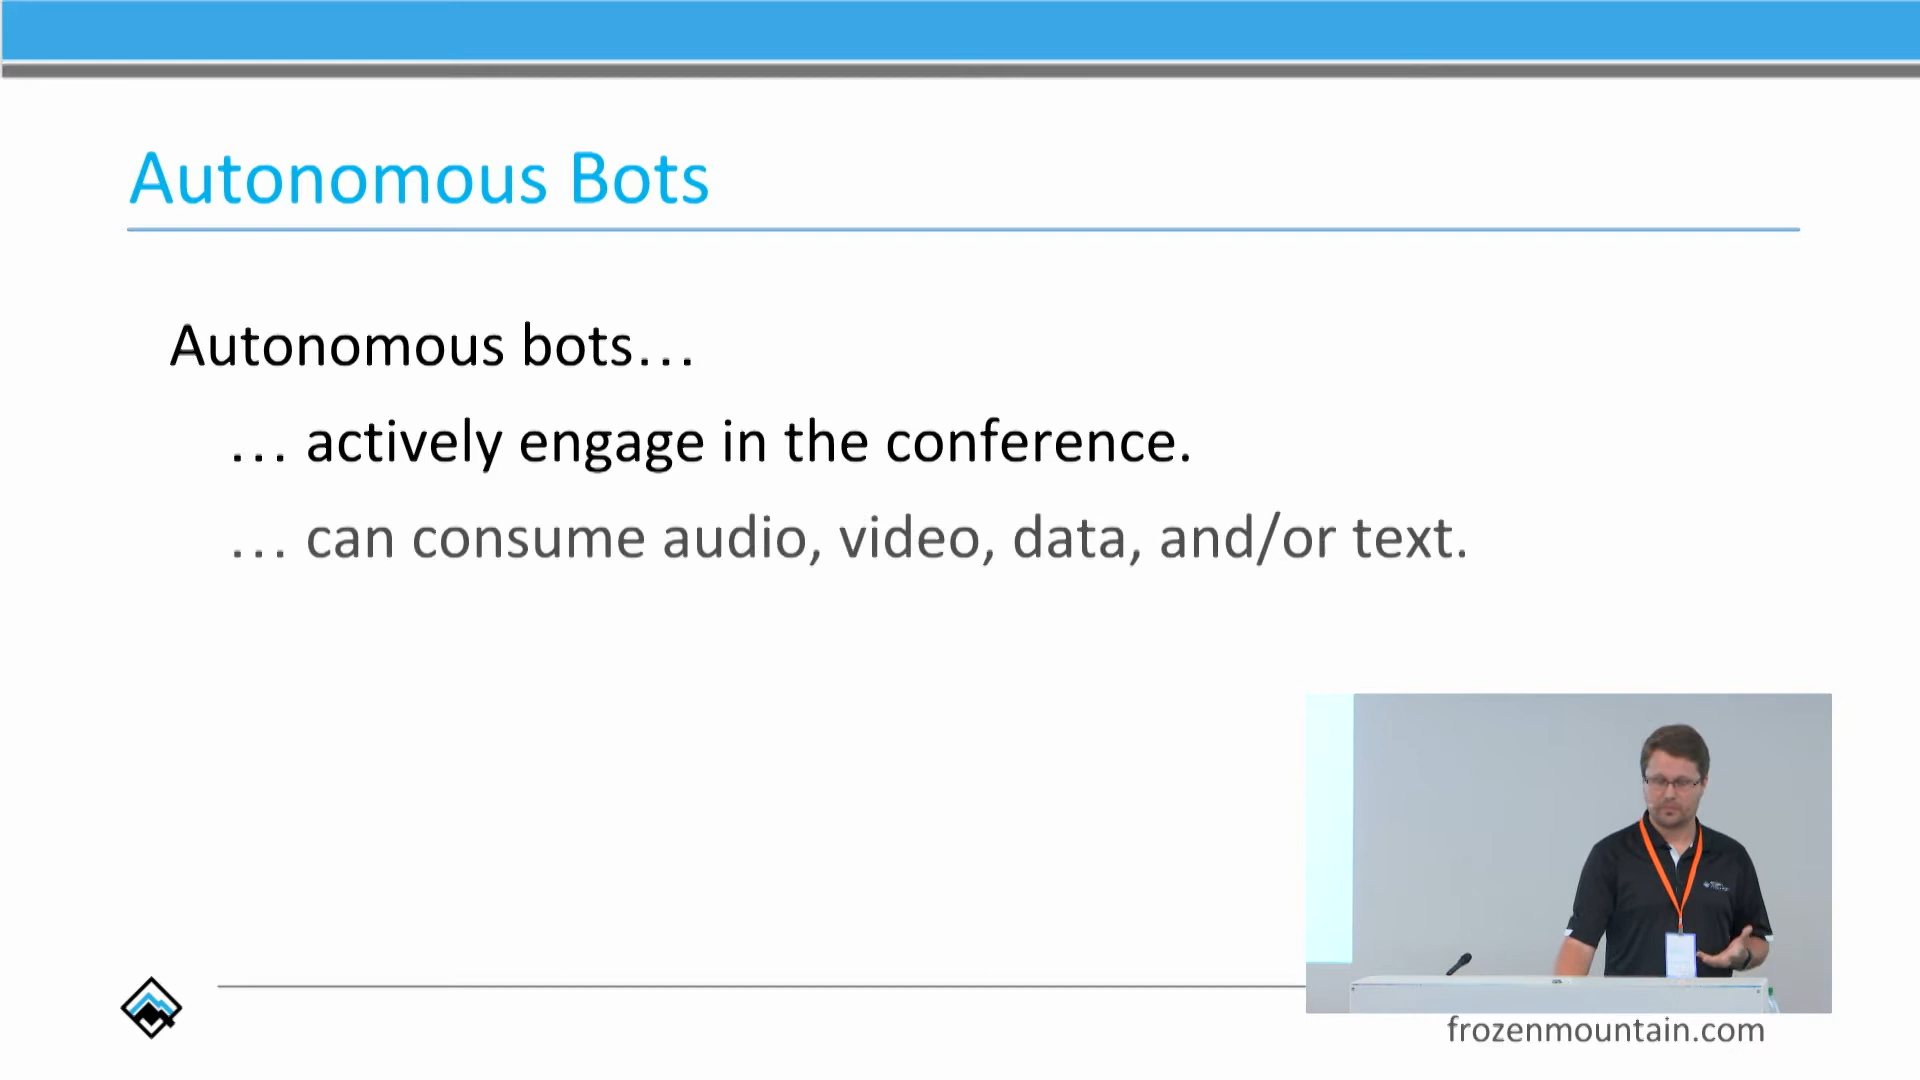 Autonomous Bots
Autonomous bots...
... actively engage in the conference.
... can consume audio, video, data, and/or text.
frozenmountain.com